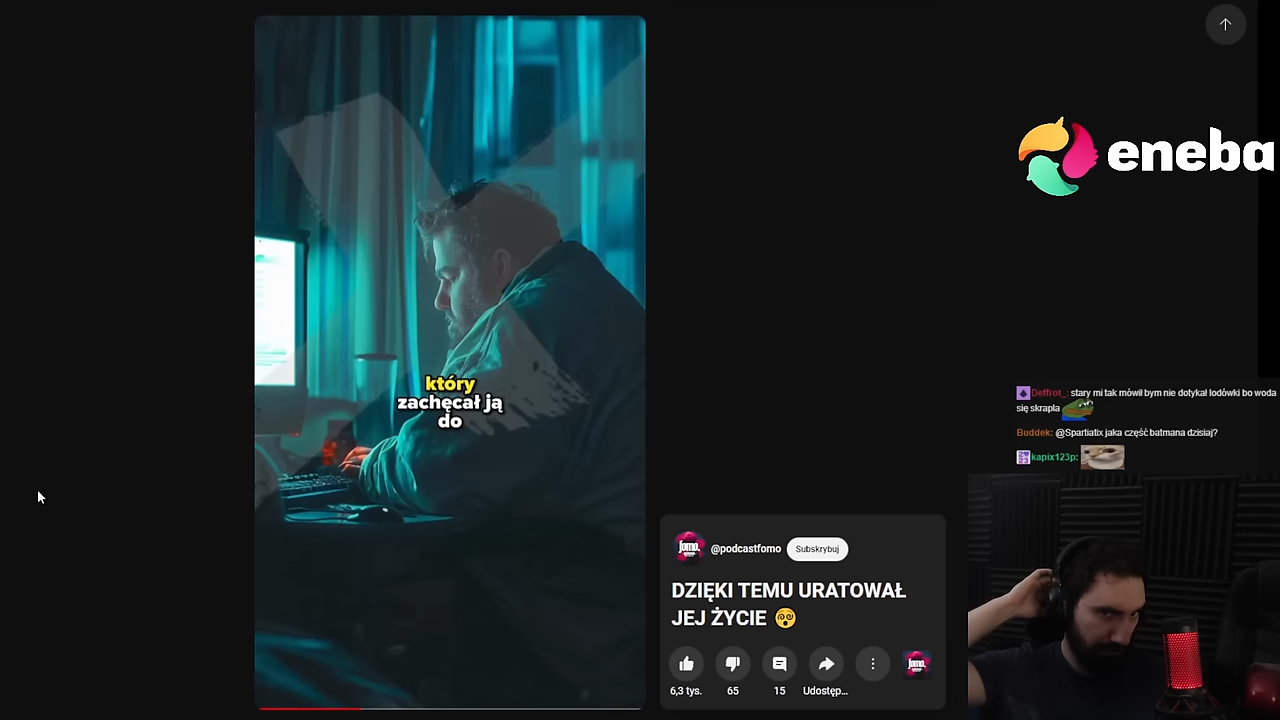 eneba
który
zachęcał ją
do
Deffrot_: stary mi tak mówił bym nie dotykał lodówki bo woda
się skrapla
Buddek: @Spartiatix jaka część batmana dzisiaj?
kapix123p:
fomo.
@podcastfomo
Subskrybuj
DZIĘKI TEMU URATOWAŁ
JEJ ŻYCIE
6,3 tys.
65
15
Udostęp...
fomo.